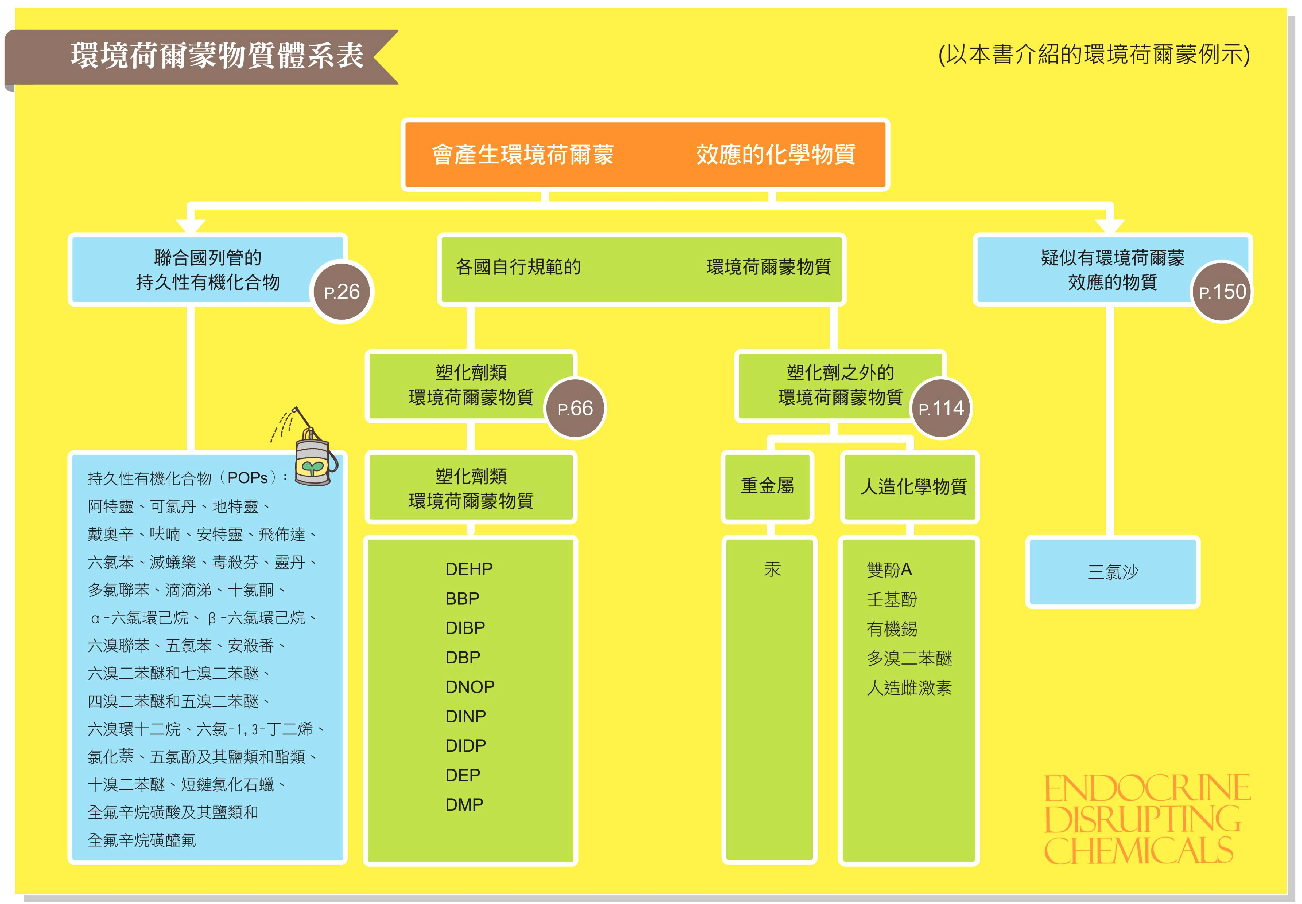 環境荷爾蒙物質體系表
(以本書介紹的環境荷爾蒙例示)
會產生環境荷爾蒙 效應的化學物質
聯合國列管的
持久性有機化合物
P.26
各國自行規範的 環境荷爾蒙物質
疑似有環境荷爾蒙
效應的物質
P.150
塑化劑類
環境荷爾蒙物質
P.66
塑化劑之外的
環境荷爾蒙物質
P.114
持久性有機化合物（POPs）：
阿特靈、可氯丹、地特靈、
戴奧辛、呋喃、安特靈、飛佈達、
六氯苯、滅蟻樂、毒殺芬、靈丹、
多氯聯苯、滴滴涕、十氯酮、
α-六氯環己烷、β-六氯環己烷、
六溴聯苯、五氯苯、安殺番、
六溴二苯醚和七溴二苯醚、
四溴二苯醚和五溴二苯醚、
六溴環十二烷、六氯-1,3-丁二烯、
氯化萘、五氯酚及其鹽類和酯類、
十溴二苯醚、短鏈氯化石蠟、
全氟辛烷磺酸及其鹽類和
全氟辛烷磺醯氟
塑化劑類
環境荷爾蒙物質
DEHP
BBP
DIBP
DBP
DNOP
DINP
DIDP
DEP
DMP
重金屬
汞
人造化學物質
雙酚A
壬基酚
有機錫
多溴二苯醚
人造雌激素
三氯沙
ENDOCRINE
DISRUPTING
CHEMICALS